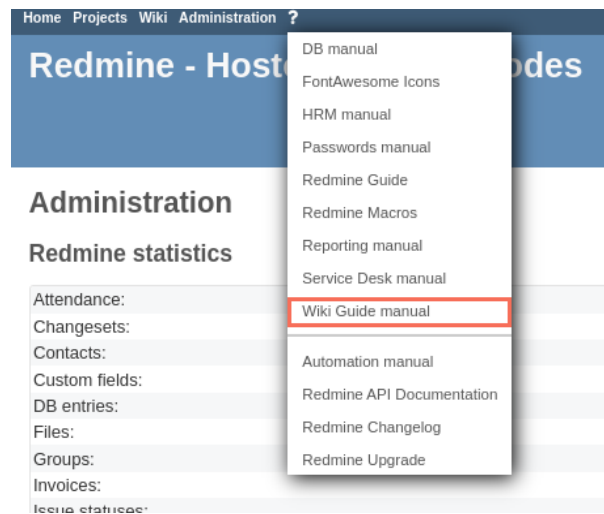 Home Projects Wiki Administration ?
Redmine - Host odes
DB manual
FontAwesome Icons
HRM manual
Passwords manual
Redmine Guide
Redmine Macros
Reporting manual
Service Desk manual
Wiki Guide manual
Automation manual
Redmine API Documentation
Redmine Changelog
Redmine Upgrade
Administration
Redmine statistics
Attendance:
Changesets:
Contacts:
Custom fields:
DB entries:
Files:
Groups:
Invoices:
Issue statuses: